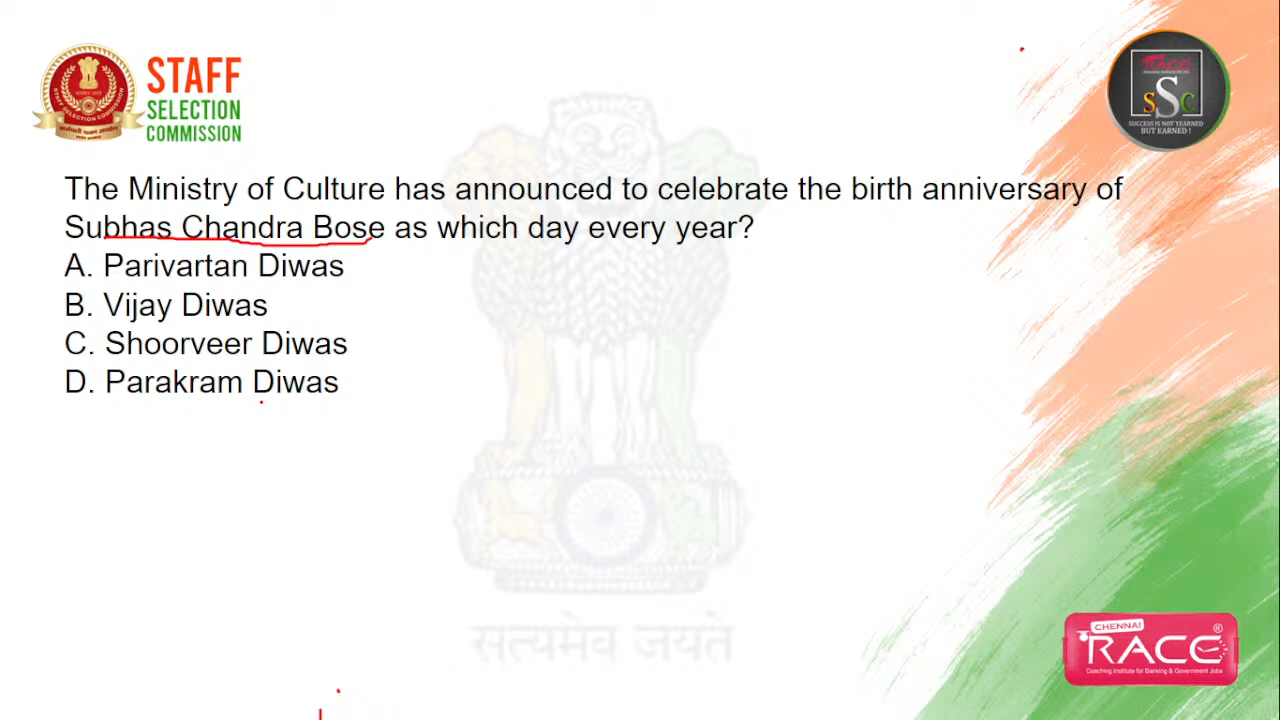 STAFF
SELECTION
COMMISSION
RACE
SSC
SUCCESS IS NOT YEARNED
BUT EARNED !
The Ministry of Culture has announced to celebrate the birth anniversary of
Subhas Chandra Bose as which day every year?
A. Parivartan Diwas
B. Vijay Diwas
C. Shoorveer Diwas
D. Parakram Diwas
सत्यमेव जयते
CHENNAI
RACE®
Coaching Institute for Banking & Government Jobs